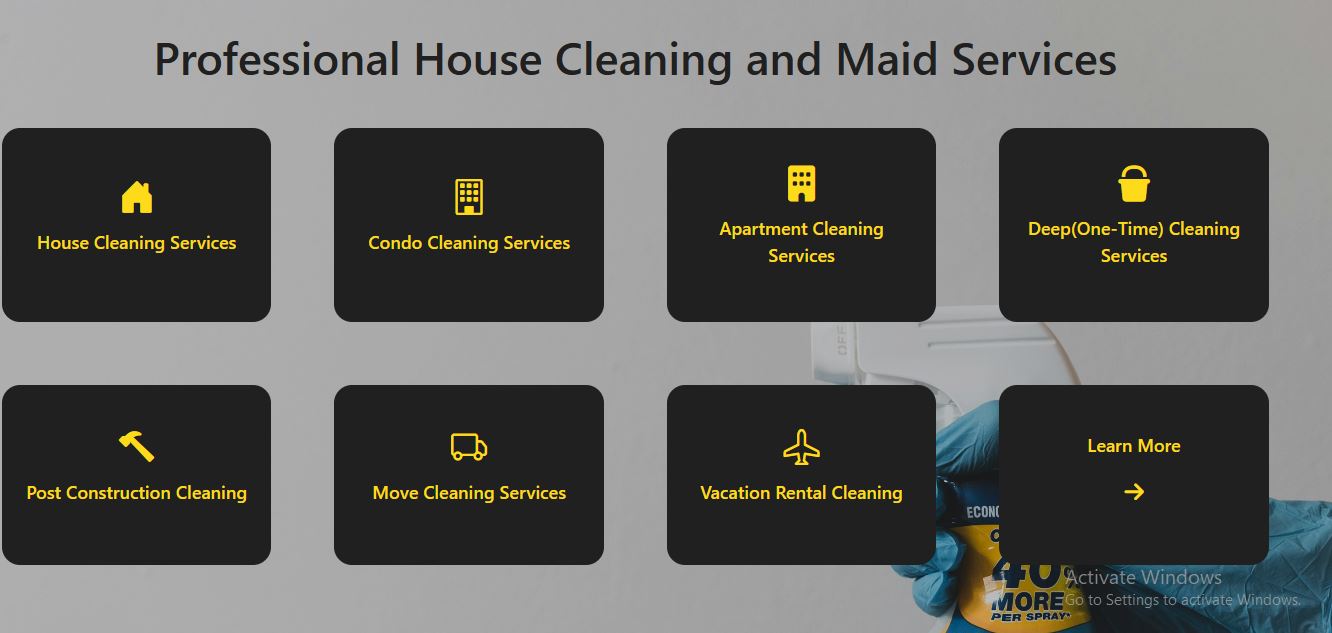 Professional House Cleaning and Maid Services
House Cleaning Services
Condo Cleaning Services
Apartment Cleaning
Services
Deep(One-Time) Cleaning
Services
OFF
Post Construction Cleaning
Move Cleaning Services
Vacation Rental Cleaning
Learn More
MORE
PER SPRAY*
Activate Windows
Go to Settings to activate Windows.